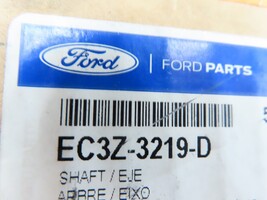 Ford
FORD PARTS
EC3Z-3219-D
SHAFT / EJE
ARBRE / EIXO